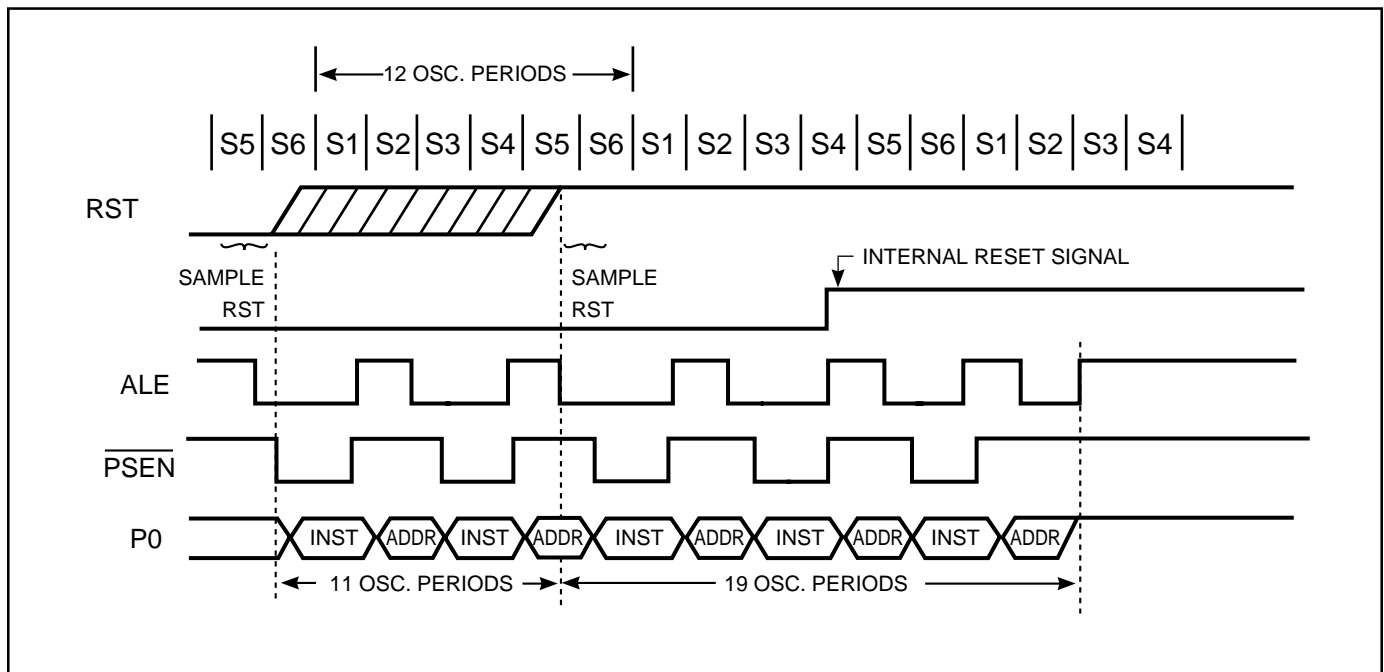 12 OSC. PERIODS
S5 S6 S1 S2 S3 S4 S5 S6 S1 S2 S3 S4 S5 S6 S1 S2 S3 S4
RST
SAMPLE
RST
SAMPLE
RST
INTERNAL RESET SIGNAL
ALE
PSEN
P0
INST ADDR INST ADDR INST ADDR INST ADDR INST ADDR
11 OSC. PERIODS
19 OSC. PERIODS